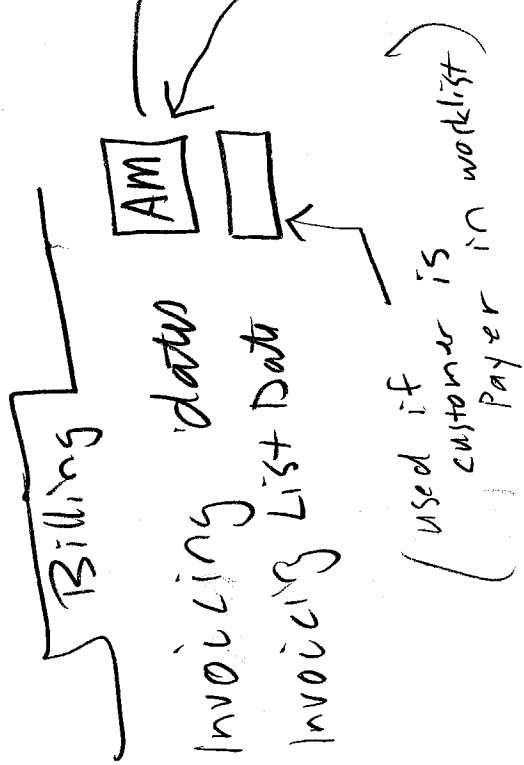 Billing
Invoicing dates AM
Invoicing List Date
(used if
customer is
Payer in worklist)